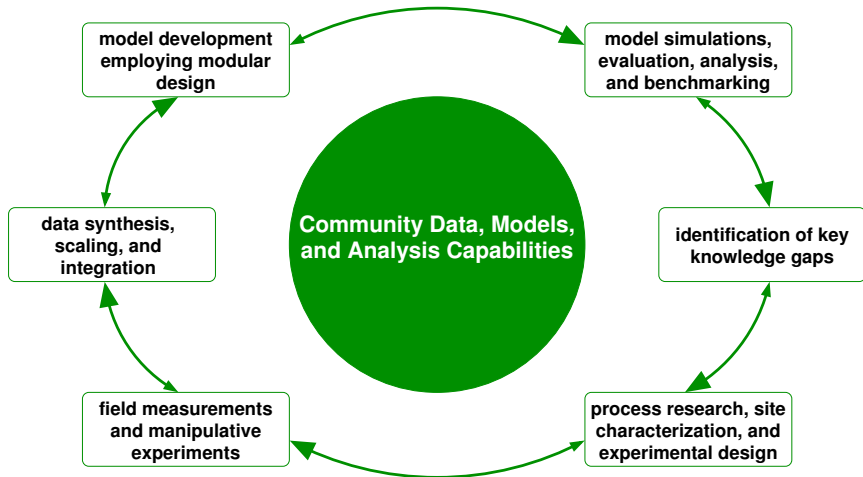 model development
employing modular
design
model simulations,
evaluation, analysis,
and benchmarking
data synthesis,
scaling, and
integration
Community Data, Models,
and Analysis Capabilities
identification of key
knowledge gaps
field measurements
and manipulative
experiments
process research, site
characterization, and
experimental design